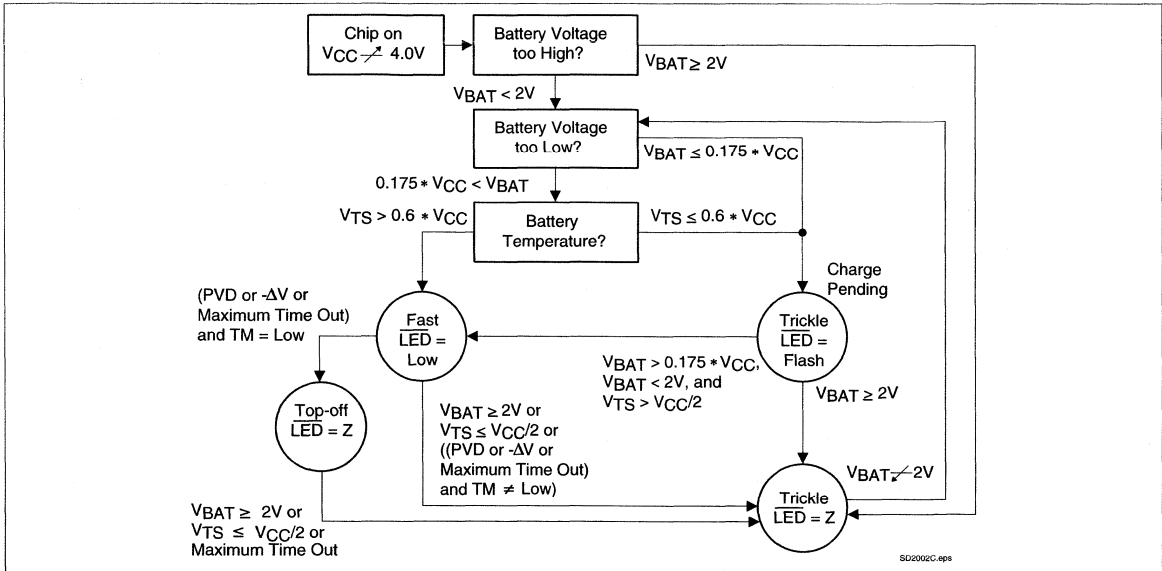 Chip on
VCC ↗ 4.0V
Battery Voltage
too High?
VBAT ≥ 2V
VBAT < 2V
Battery Voltage
too Low?
VBAT ≤ 0.175 * VCC
0.175 * VCC < VBAT
VTS > 0.6 * VCC
Battery
Temperature?
VTS ≤ 0.6 * VCC
Charge
Pending
(PVD or -ΔV or
Maximum Time Out)
and TM = Low
Fast
LED =
Low
Trickle
LED =
Flash
VBAT > 0.175 * VCC,
VBAT < 2V, and
VTS > VCC/2
VBAT ≥ 2V
Top-off
LED = Z
VBAT ≥ 2V or
VTS ≤ VCC/2 or
((PVD or -ΔV or
Maximum Time Out)
and TM ≠ Low)
VBAT ↙ 2V
Trickle
LED = Z
VBAT ≥ 2V or
VTS ≤ VCC/2 or
Maximum Time Out
SD2002C.eps